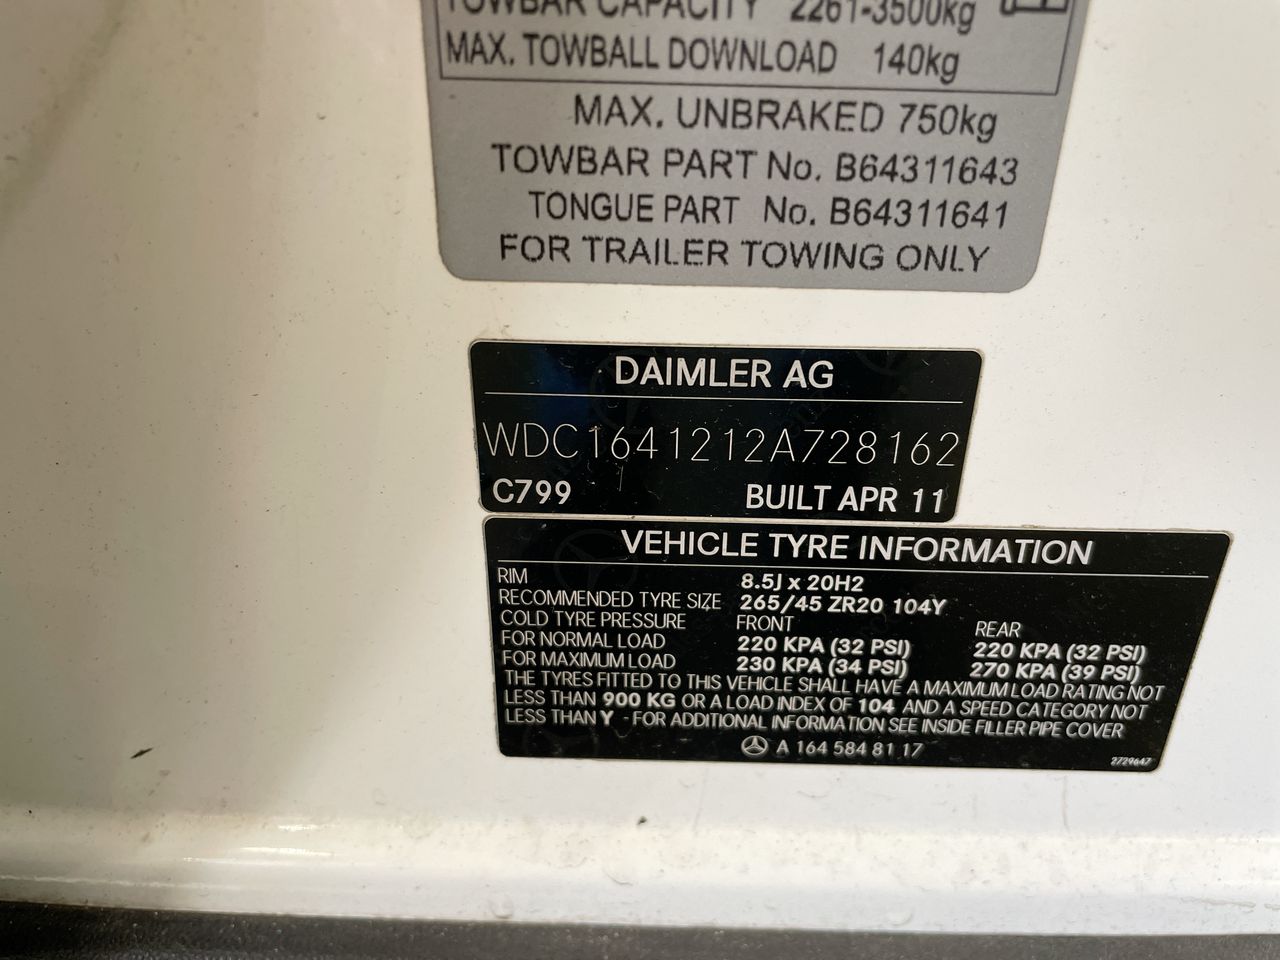 TOWBAR CAPACITY 2261-3500kg
MAX. TOWBALL DOWNLOAD 140kg
MAX. UNBRAKED 750kg
TOWBAR PART No. B64311643
TONGUE PART No. B64311641
FOR TRAILER TOWING ONLY
DAIMLER AG
WDC1641212A728162
C799 BUILT APR 11
VEHICLE TYRE INFORMATION
RIM 8.5J x 20H2
RECOMMENDED TYRE SIZE 265/45 ZR20 104Y
COLD TYRE PRESSURE FRONT REAR
FOR NORMAL LOAD 220 KPA (32 PSI) 220 KPA (32 PSI)
FOR MAXIMUM LOAD 230 KPA (34 PSI) 270 KPA (39 PSI)
THE TYRES FITTED TO THIS VEHICLE SHALL HAVE A MAXIMUM LOAD RATING NOT
LESS THAN 900 KG OR A LOAD INDEX OF 104 AND A SPEED CATEGORY NOT
LESS THAN Y - FOR ADDITIONAL INFORMATION SEE INSIDE FILLER PIPE COVER
A 164 584 81 17
2729647